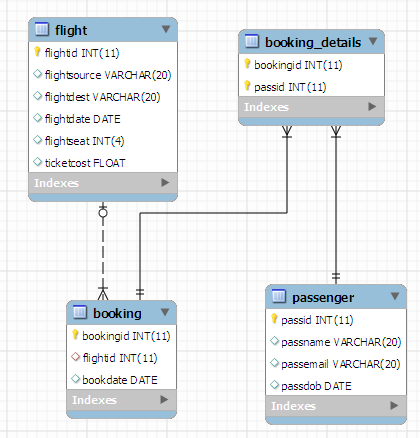 flight
flightid INT(11)
flightsource VARCHAR(20)
flightdest VARCHAR(20)
flightdate DATE
flightseat INT(4)
ticketcost FLOAT
Indexes
booking_details
bookingid INT(11)
passid INT(11)
Indexes
booking
bookingid INT(11)
flightid INT(11)
bookdate DATE
Indexes
passenger
passid INT(11)
passname VARCHAR(20)
passemail VARCHAR(20)
passdob DATE
Indexes